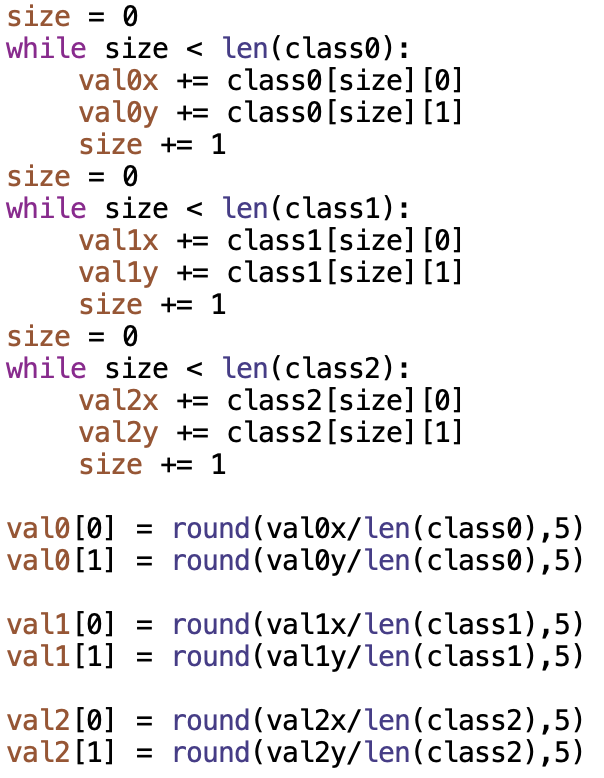 size = 0
while size < len(class0):
    val0x += class0[size][0]
    val0y += class0[size][1]
    size += 1
size = 0
while size < len(class1):
    val1x += class1[size][0]
    val1y += class1[size][1]
    size += 1
size = 0
while size < len(class2):
    val2x += class2[size][0]
    val2y += class2[size][1]
    size += 1

val0[0] = round(val0x/len(class0),5)
val0[1] = round(val0y/len(class0),5)

val1[0] = round(val1x/len(class1),5)
val1[1] = round(val1y/len(class1),5)

val2[0] = round(val2x/len(class2),5)
val2[1] = round(val2y/len(class2),5)